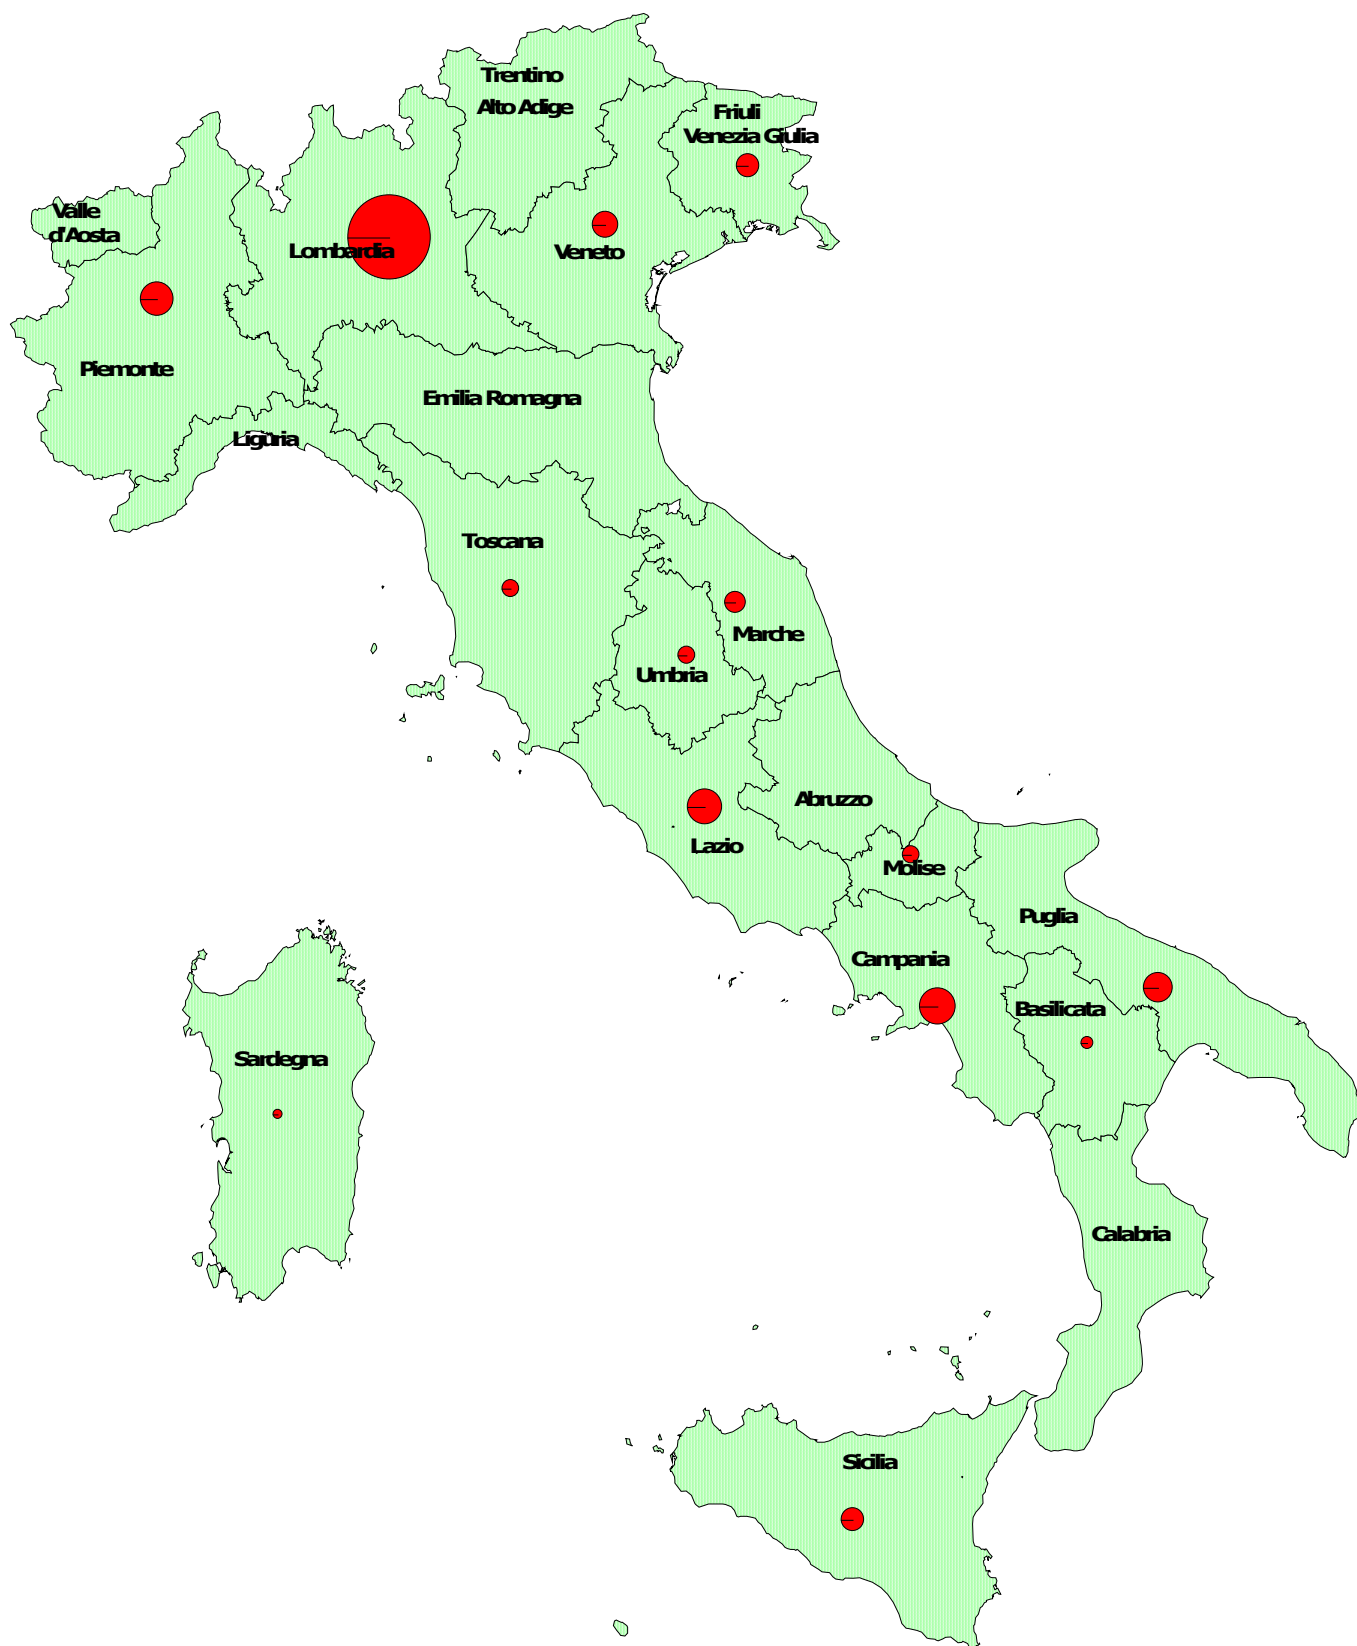 Trentino
Alto Adige
Friuli
Venezia Giulia
Valle
d'Aosta
Lombardia
Veneto
Piemonte
Emilia Romagna
Liguria
Toscana
Marche
Umbria
Abruzzo
Lazio
Molise
Puglia
Campania
Basilicata
Sardegna
Calabria
Sicilia